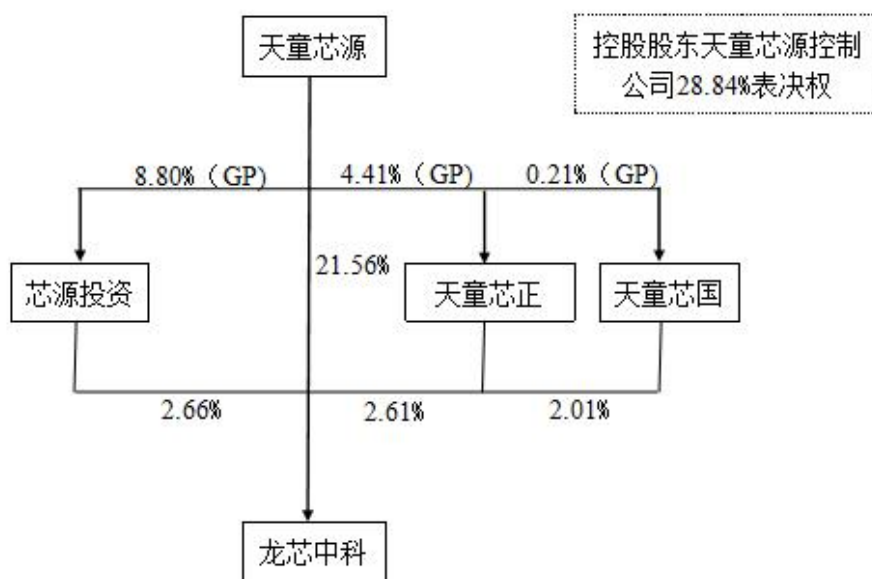 天童芯源
控股股东天童芯源控制
公司28.84%表决权
8.80%（GP)
4.41%（GP)
0.21%（GP)
21.56%
芯源投资
天童芯正
天童芯国
2.66%
2.61%
2.01%
龙芯中科